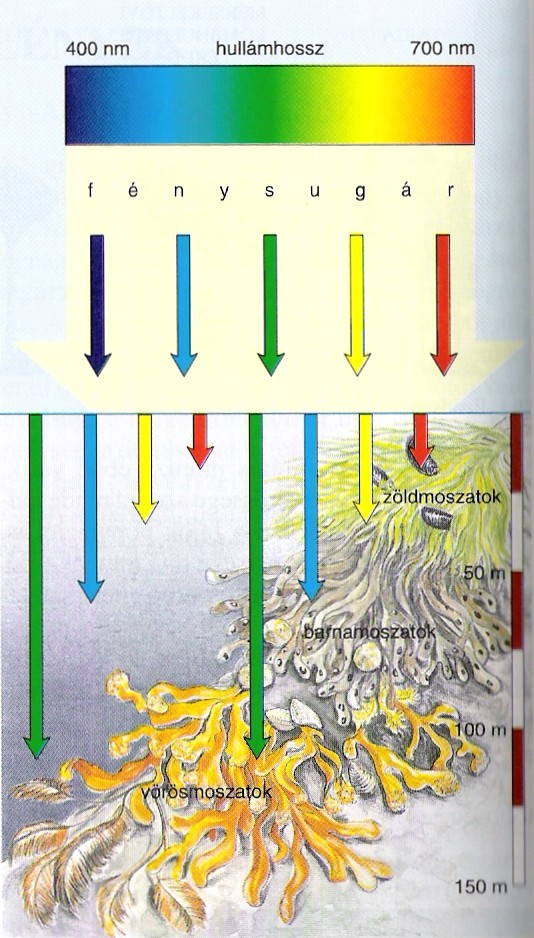 400 nm hullámhossz 700 nm
f é n y s u g á r
zöldmoszatok
50 m
barnamoszatok
100 m
vörösmoszatok
150 m